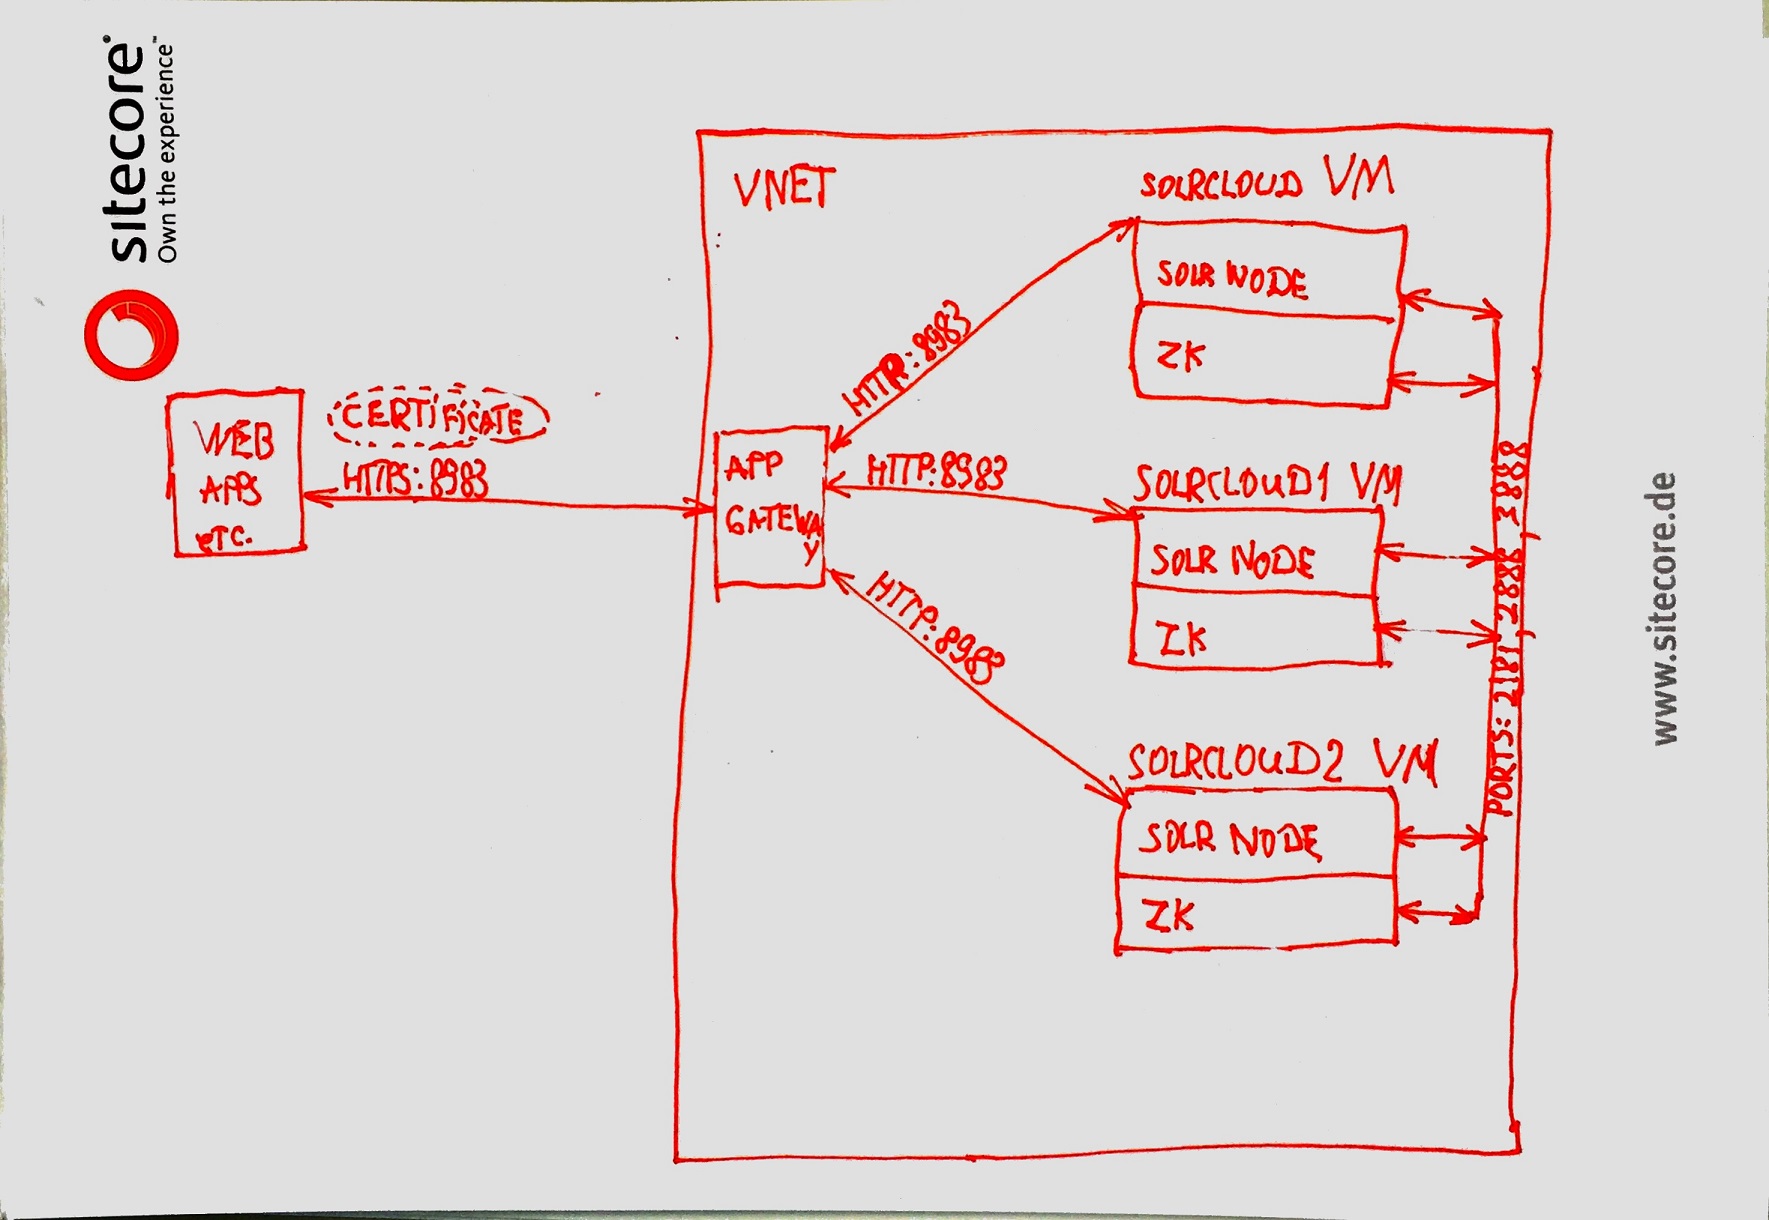 sitecore®
Own the experience™
VNET
SOLRCLOUD VM
SOLR NODE
ZK
HTTP:8983
CERTIFICATE
HTTPS:8983
WEB
APPS
eTC.
APP
GATEWA
Y
HTTP:8983
SOLRCLOUD1 VM
SOLR NODE
ZK
HTTP:8983
SOLRCLOUD2 VM
SOLR NODE
ZK
PORTS: 2181, 2888, 3888
www.sitecore.de